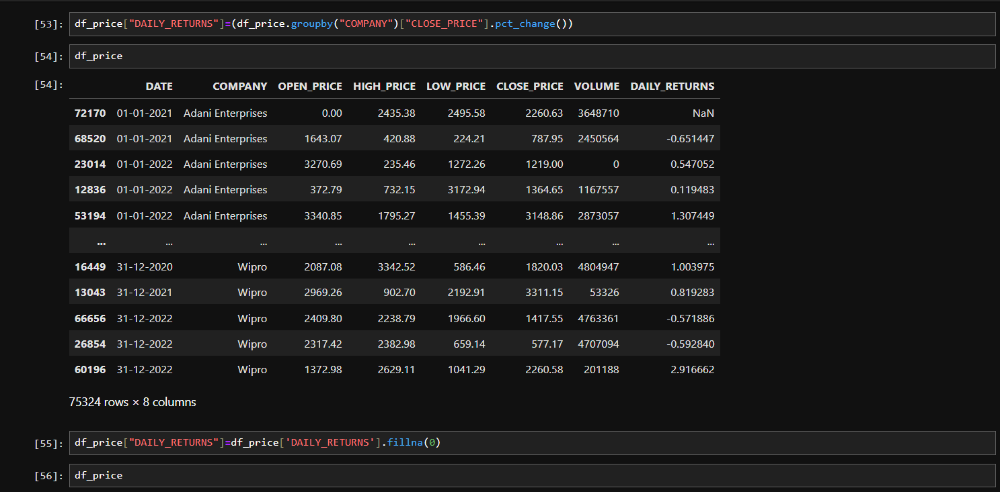 [53]: df_price["DAILY_RETURNS"]=(df_price.groupby("COMPANY")["CLOSE_PRICE"].pct_change())
[54]: df_price
[54]: DATE COMPANY OPEN_PRICE HIGH_PRICE LOW_PRICE CLOSE_PRICE VOLUME DAILY_RETURNS
72170 01-01-2021 Adani Enterprises 0.00 2435.38 2495.58 2260.63 3648710 NaN
68520 01-01-2021 Adani Enterprises 1643.07 420.88 224.21 787.95 2450564 -0.651447
23014 01-01-2022 Adani Enterprises 3270.69 235.46 1272.26 1219.00 0 0.547052
12836 01-01-2022 Adani Enterprises 372.79 732.15 3172.94 1364.65 1167557 0.119483
53194 01-01-2022 Adani Enterprises 3340.85 1795.27 1455.39 3148.86 2873057 1.307449
... ... ... ... ... ... ... ... ...
16449 31-12-2020 Wipro 2087.08 3342.52 586.46 1820.03 4804947 1.003975
13043 31-12-2021 Wipro 2969.26 902.70 2192.91 3311.15 53326 0.819283
66656 31-12-2022 Wipro 2409.80 2238.79 1966.60 1417.55 4763361 -0.571886
26854 31-12-2022 Wipro 2317.42 2382.98 659.14 577.17 4707094 -0.592840
60196 31-12-2022 Wipro 1372.98 2629.11 1041.29 2260.58 201188 2.916662
75324 rows × 8 columns
[55]: df_price["DAILY_RETURNS"]=df_price['DAILY_RETURNS'].fillna(0)
[56]: df_price